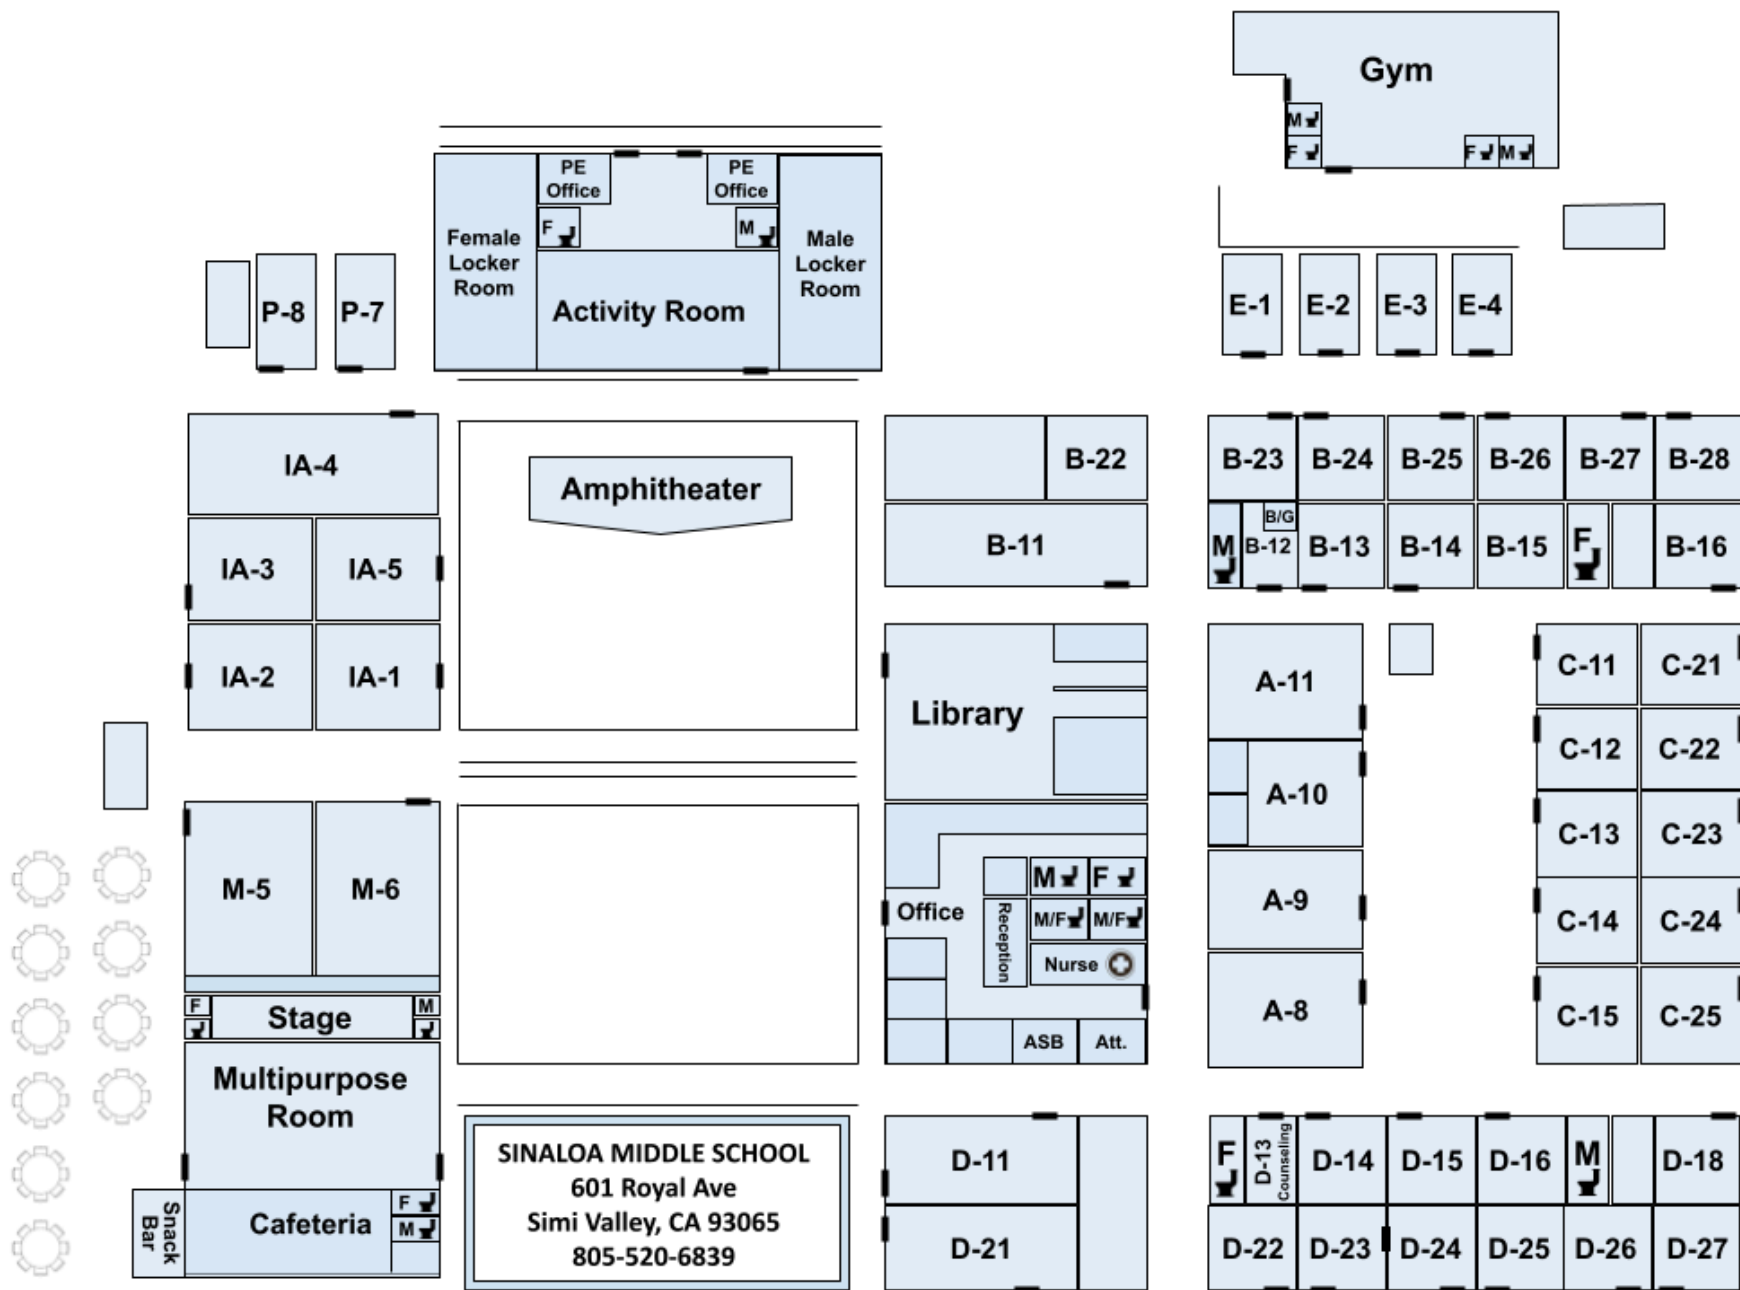 Gym
M
F
F
M
PE
Office
PE
Office
F
M
Female
Locker
Room
Male
Locker
Room
Activity Room
P-8
P-7
E-1
E-2
E-3
E-4
IA-4
Amphitheater
B-22
B-23
B-24
B-25
B-26
B-27
B-28
IA-3
IA-5
B-11
M
B/G
B-12
B-13
B-14
B-15
F
B-16
IA-2
IA-1
Library
A-11
C-11
C-21
A-10
C-12
C-22
C-13
C-23
M-5
M-6
Office
Reception
M
F
M/F
M/F
Nurse
A-9
C-14
C-24
F
Stage
M
ASB
Att.
A-8
C-15
C-25
Multipurpose
Room
SINALOA MIDDLE SCHOOL
601 Royal Ave
Simi Valley, CA 93065
805-520-6839
D-11
F
D-13
Counseling
D-14
D-15
D-16
M
D-18
Snack
Bar
Cafeteria
F
M
D-21
D-22
D-23
D-24
D-25
D-26
D-27